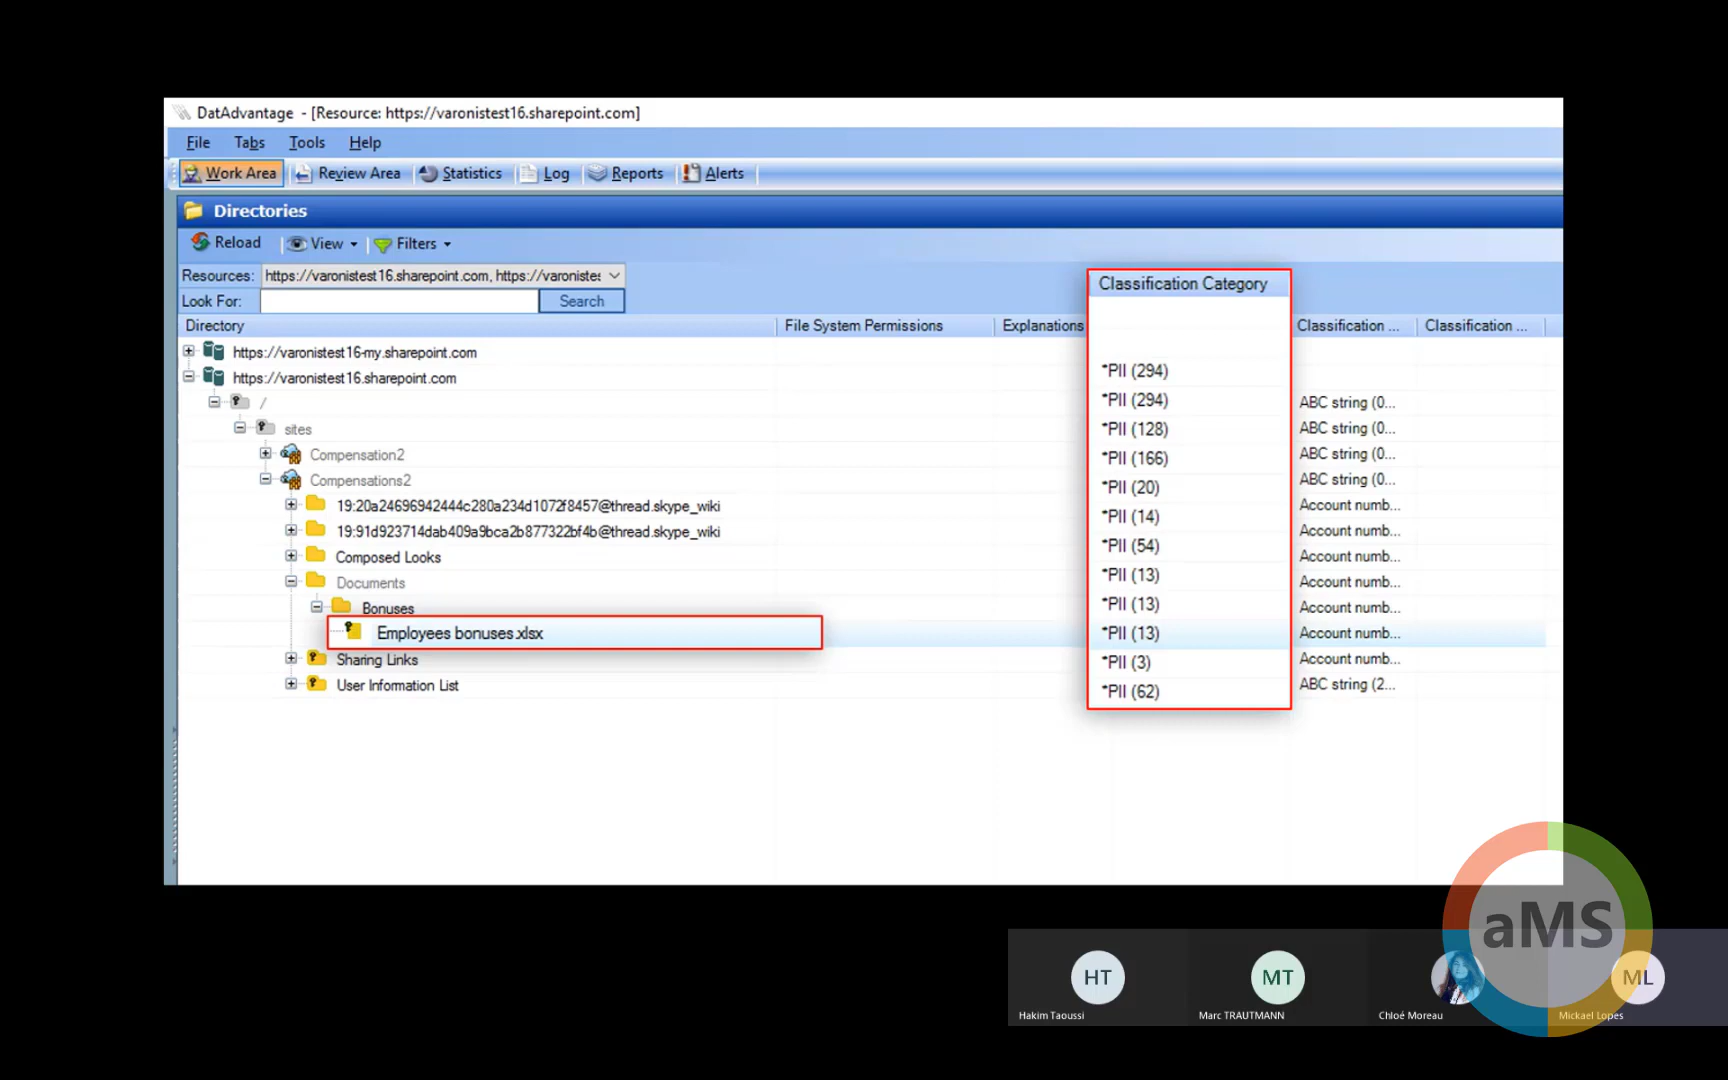 DatAdvantage - [Resource: https://varonistest16.sharepoint.com]
File Tabs Tools Help
Work Area Review Area Statistics Log Reports Alerts
Directories
Reload View Filters
Resources: https://varonistest16.sharepoint.com, https://varonistes
Look For: Search
Classification Category
Directory File System Permissions Explanations Classification ... Classification ...
https://varonistest16-my.sharepoint.com
https://varonistest16.sharepoint.com *PII (294)
/ *PII (294) ABC string (0...
sites *PII (128) ABC string (0...
Compensation2 *PII (166) ABC string (0...
Compensations2 *PII (20) ABC string (0...
19:20a24696942444c280a234d1072f8457@thread.skype_wiki *PII (14) Account numb...
19:91d923714dab409a9bca2b877322bf4b@thread.skype_wiki *PII (54) Account numb...
Composed Looks *PII (13) Account numb...
Documents Account numb...
Bonuses *PII (13) Account numb...
Employees bonuses.xlsx *PII (13) Account numb...
Sharing Links *PII (3) Account numb...
User Information List *PII (62) ABC string (2...
aMS
HT MT ML
Hakim Taoussi Marc TRAUTMANN Chloé Moreau Mickael Lopes